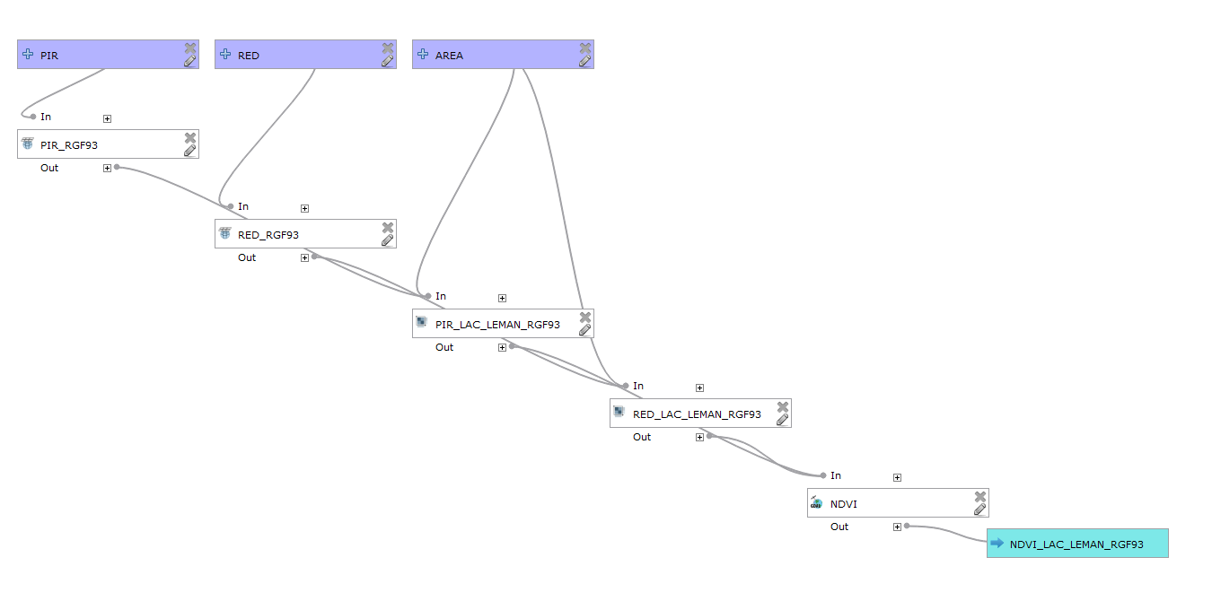 PIR
RED
AREA
In
PIR_RGF93
Out
In
RED_RGF93
Out
In
PIR_LAC_LEMAN_RGF93
Out
In
RED_LAC_LEMAN_RGF93
Out
In
NDVI
Out
NDVI_LAC_LEMAN_RGF93